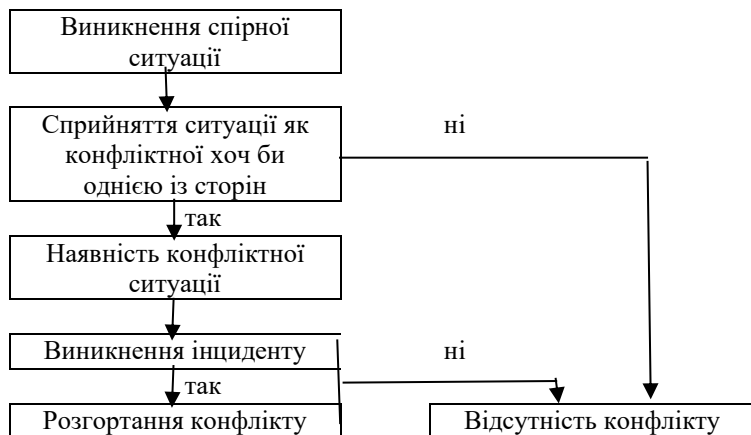 Виникнення спірної
ситуації
Сприйняття ситуації як
конфліктної хоч би
однією із сторін
ні
так
Наявність конфліктної
ситуації
Виникнення інциденту
ні
так
Розгортання конфлікту
Відсутність конфлікту